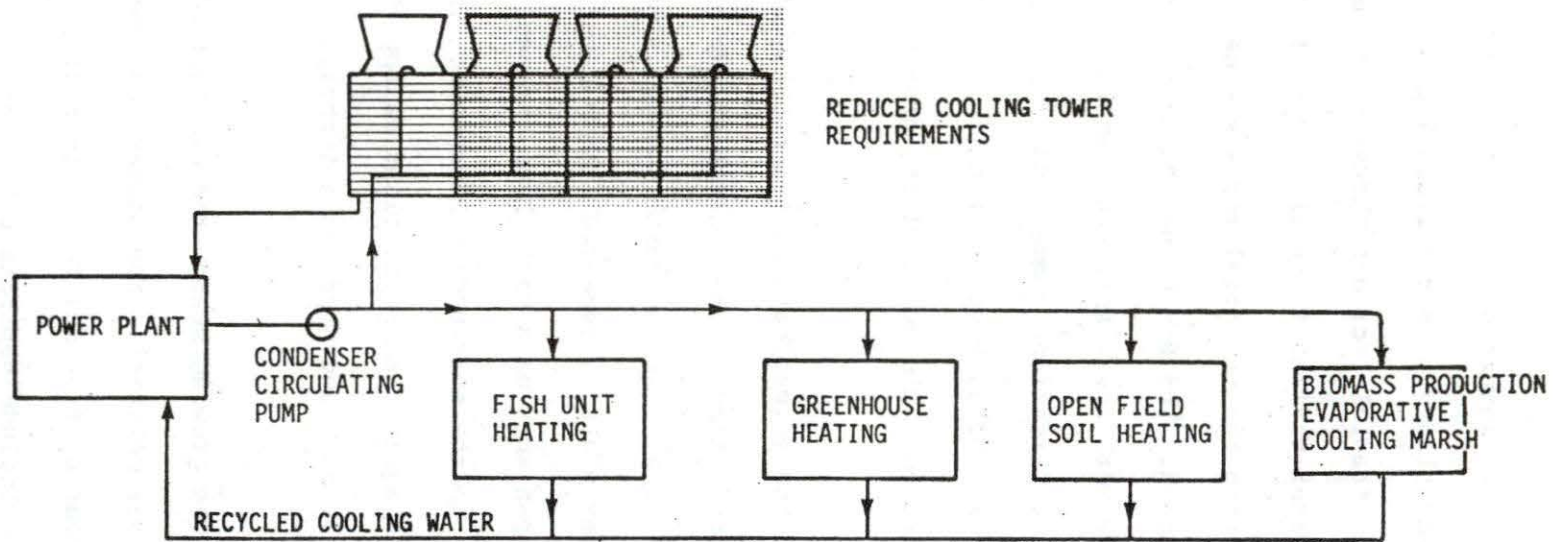 REDUCED COOLING TOWER
REQUIREMENTS
POWER PLANT
CONDENSER
CIRCULATING
PUMP
FISH UNIT
HEATING
GREENHOUSE
HEATING
OPEN FIELD
SOIL HEATING
BIOMASS PRODUCTION
EVAPORATIVE
COOLING MARSH
RECYCLED COOLING WATER